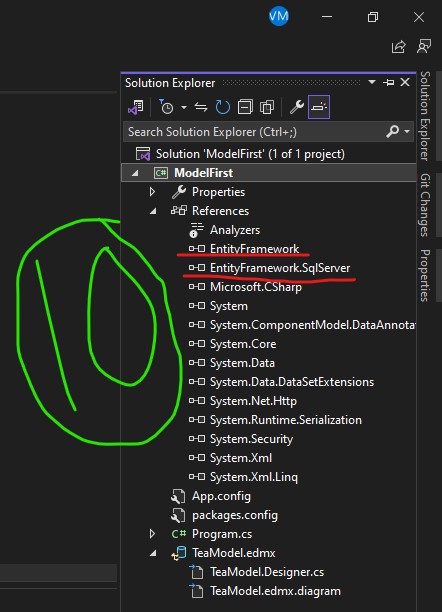 VM
Solution Explorer
Search Solution Explorer (Ctrl+;)
Solution 'ModelFirst' (1 of 1 project)
C# ModelFirst
Properties
References
Analyzers
EntityFramework
EntityFramework.SqlServer
Microsoft.CSharp
System
System.ComponentModel.DataAnnotat
System.Core
System.Data
System.Data.DataSetExtensions
System.Net.Http
System.Runtime.Serialization
System.Security
System.Xml
System.Xml.Linq
App.config
packages.config
C# Program.cs
TeaModel.edmx
TeaModel.Designer.cs
TeaModel.edmx.diagram
10
Solution Explorer
Git Changes
Properties